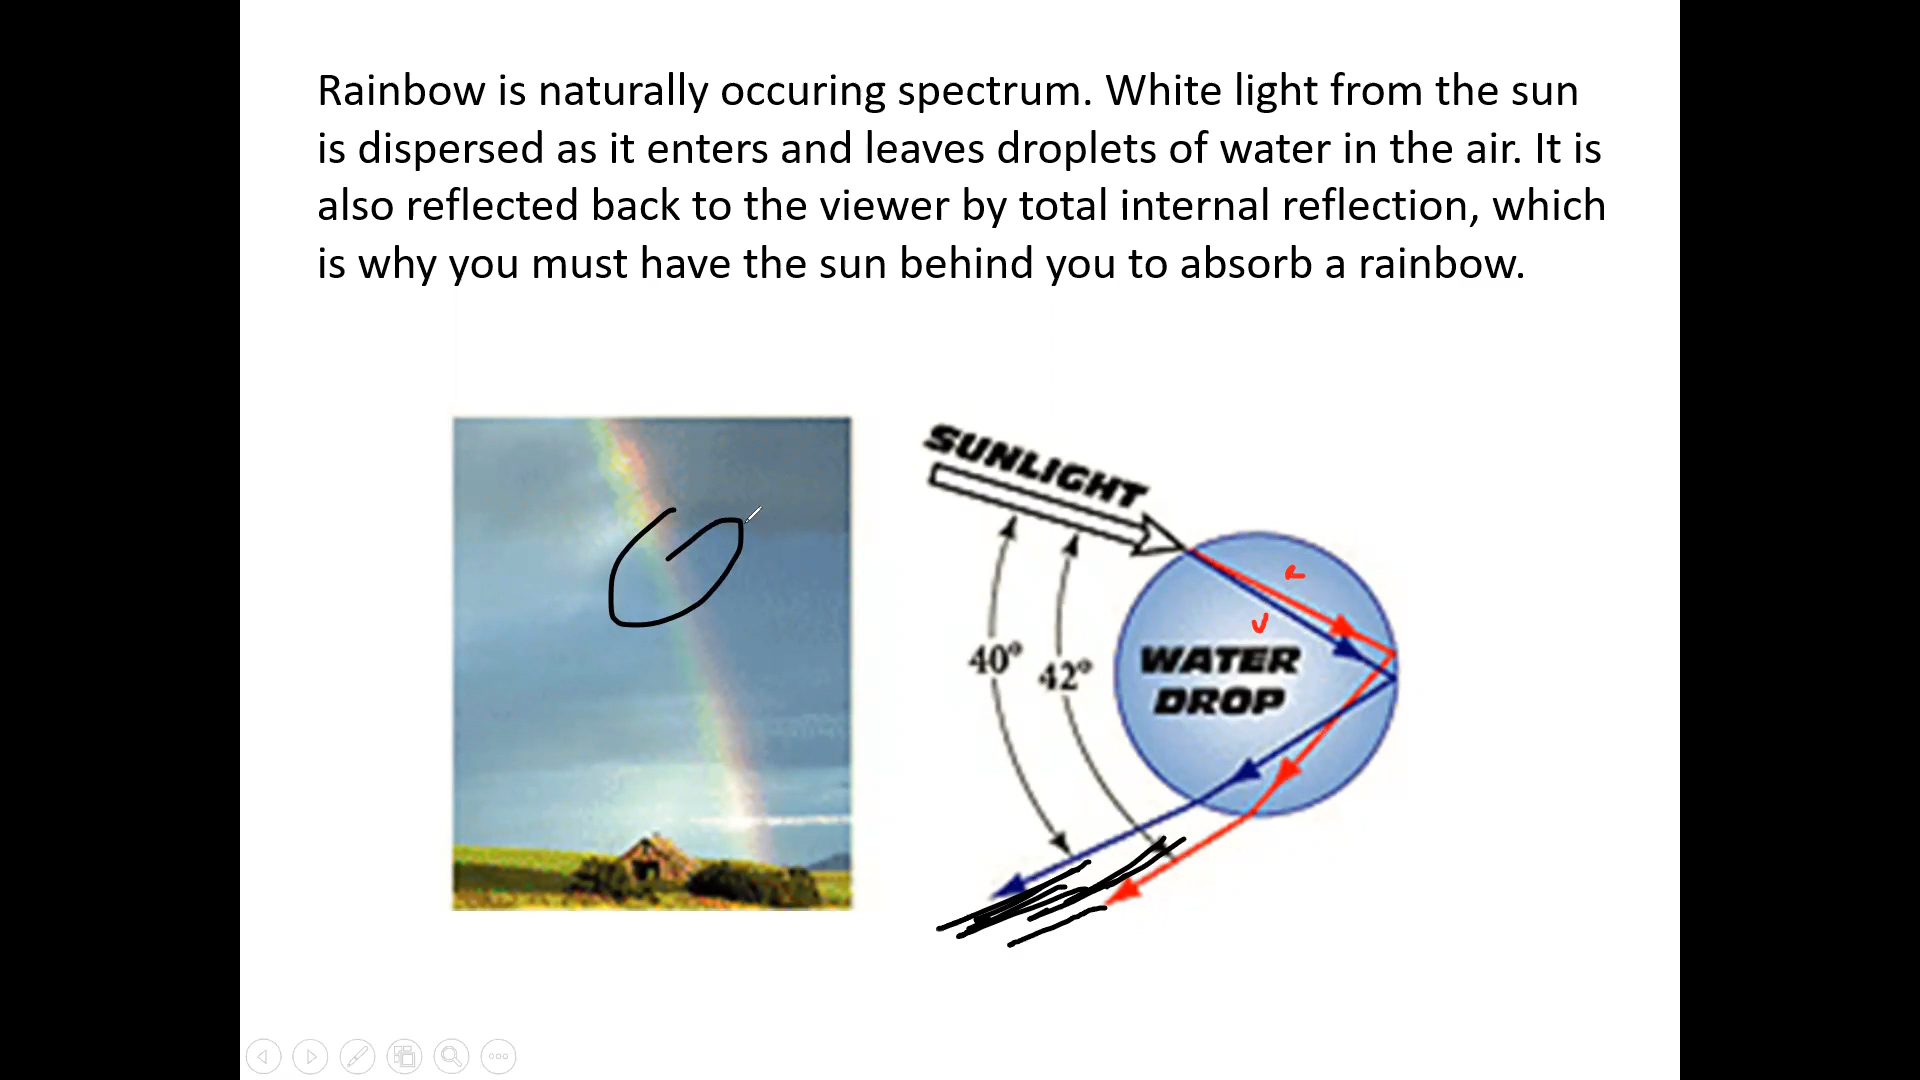 Rainbow is naturally occuring spectrum. White light from the sun
is dispersed as it enters and leaves droplets of water in the air. It is
also reflected back to the viewer by total internal reflection, which
is why you must have the sun behind you to absorb a rainbow.
SUNLIGHT
40°
42°
WATER
DROP
v